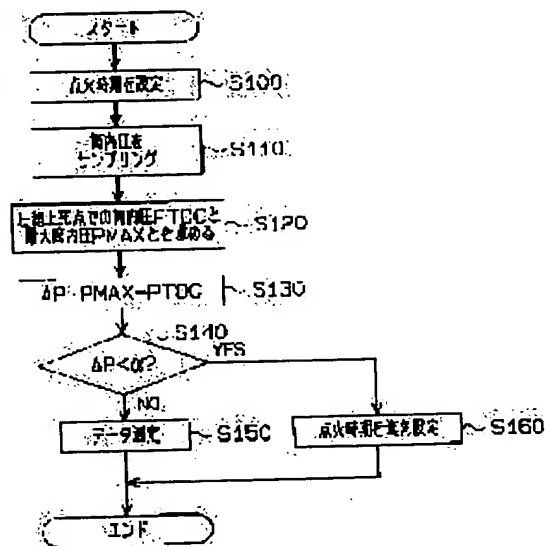 スタート
点火時期を設定
S100
筒内圧を
サンプリング
S110
圧縮上死点での筒内圧PTDCと
最大筒内圧PMAXとを求める
S120
ΔP PMAX-PTDC
S130
S140
ΔP<α?
YES
NO
データ測定
S150
点火時期を 設定
S160
エンド